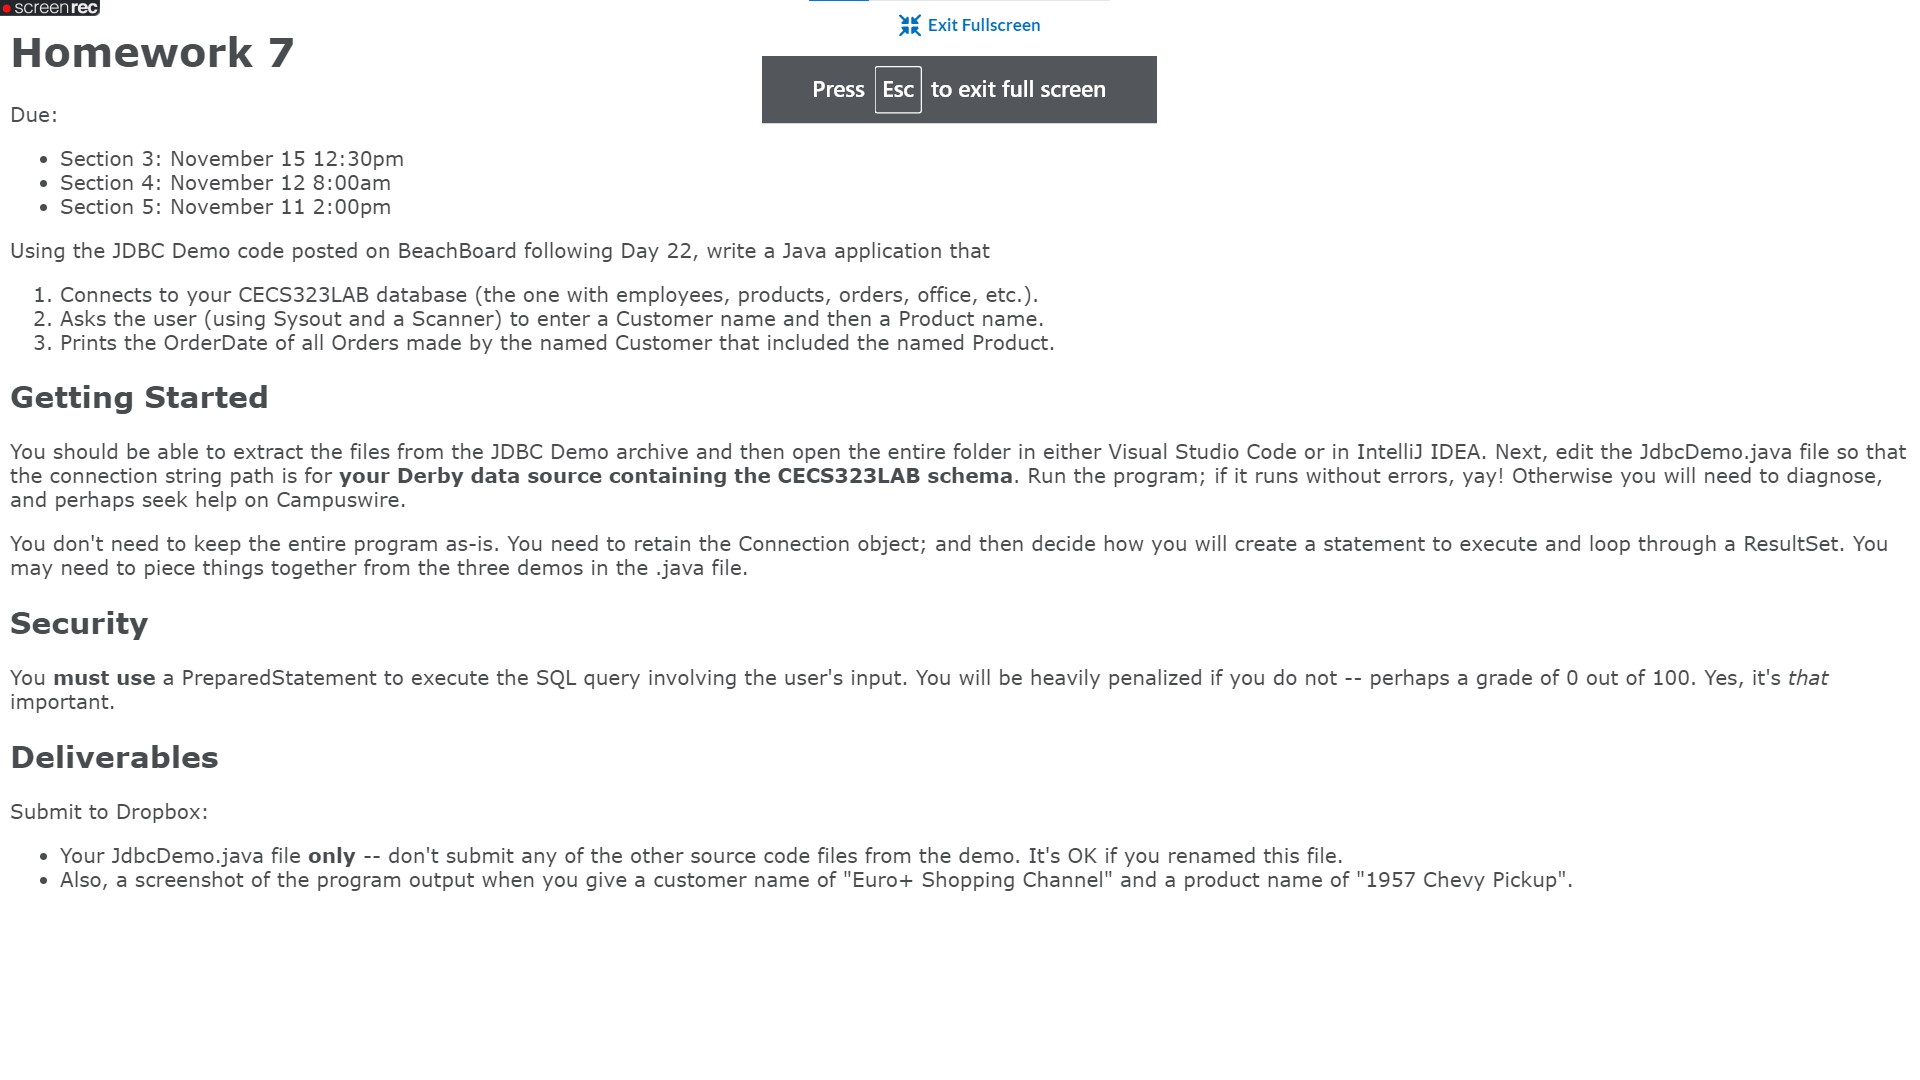 screenrec
Exit Fullscreen
Homework 7
Press Esc to exit full screen
Due:
• Section 3: November 15 12:30pm
• Section 4: November 12 8:00am
• Section 5: November 11 2:00pm
Using the JDBC Demo code posted on BeachBoard following Day 22, write a Java application that
1. Connects to your CECS323LAB database (the one with employees, products, orders, office, etc.).
2. Asks the user (using Sysout and a Scanner) to enter a Customer name and then a Product name.
3. Prints the OrderDate of all Orders made by the named Customer that included the named Product.
Getting Started
You should be able to extract the files from the JDBC Demo archive and then open the entire folder in either Visual Studio Code or in IntelliJ IDEA. Next, edit the JdbcDemo.java file so that
the connection string path is for your Derby data source containing the CECS323LAB schema. Run the program; if it runs without errors, yay! Otherwise you will need to diagnose,
and perhaps seek help on Campuswire.
You don't need to keep the entire program as-is. You need to retain the Connection object; and then decide how you will create a statement to execute and loop through a ResultSet. You
may need to piece things together from the three demos in the .java file.
Security
You must use a PreparedStatement to execute the SQL query involving the user's input. You will be heavily penalized if you do not -- perhaps a grade of 0 out of 100. Yes, it's that
important.
Deliverables
Submit to Dropbox:
• Your JdbcDemo.java file only -- don't submit any of the other source code files from the demo. It's OK if you renamed this file.
• Also, a screenshot of the program output when you give a customer name of "Euro+ Shopping Channel" and a product name of "1957 Chevy Pickup".